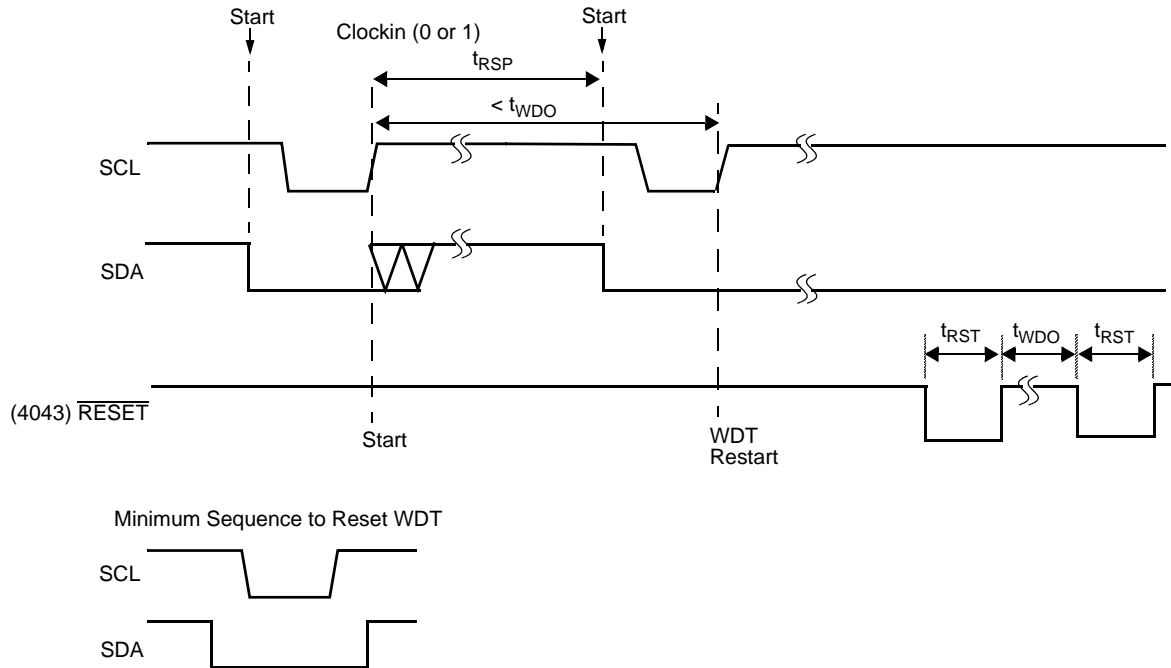 Start
Start
Clockin (0 or 1)
tRSP
< tWDO
SCL
SDA
tRST
tWDO
tRST
(4043) RESET
Start
WDT
Restart
Minimum Sequence to Reset WDT
SCL
SDA